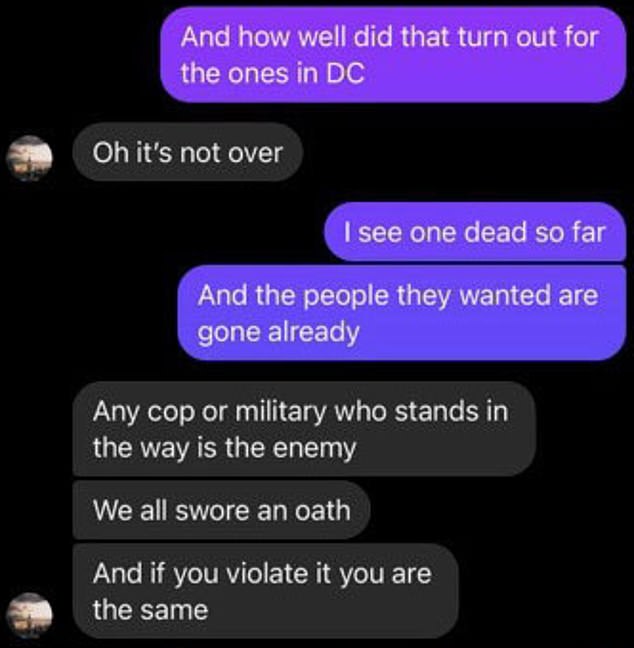 And how well did that turn out for
the ones in DC
Oh it’s not over
I see one dead so far
And the people they wanted are
gone already
Any cop or military who stands in
the way is the enemy
We all swore an oath
And if you violate it you are
the same